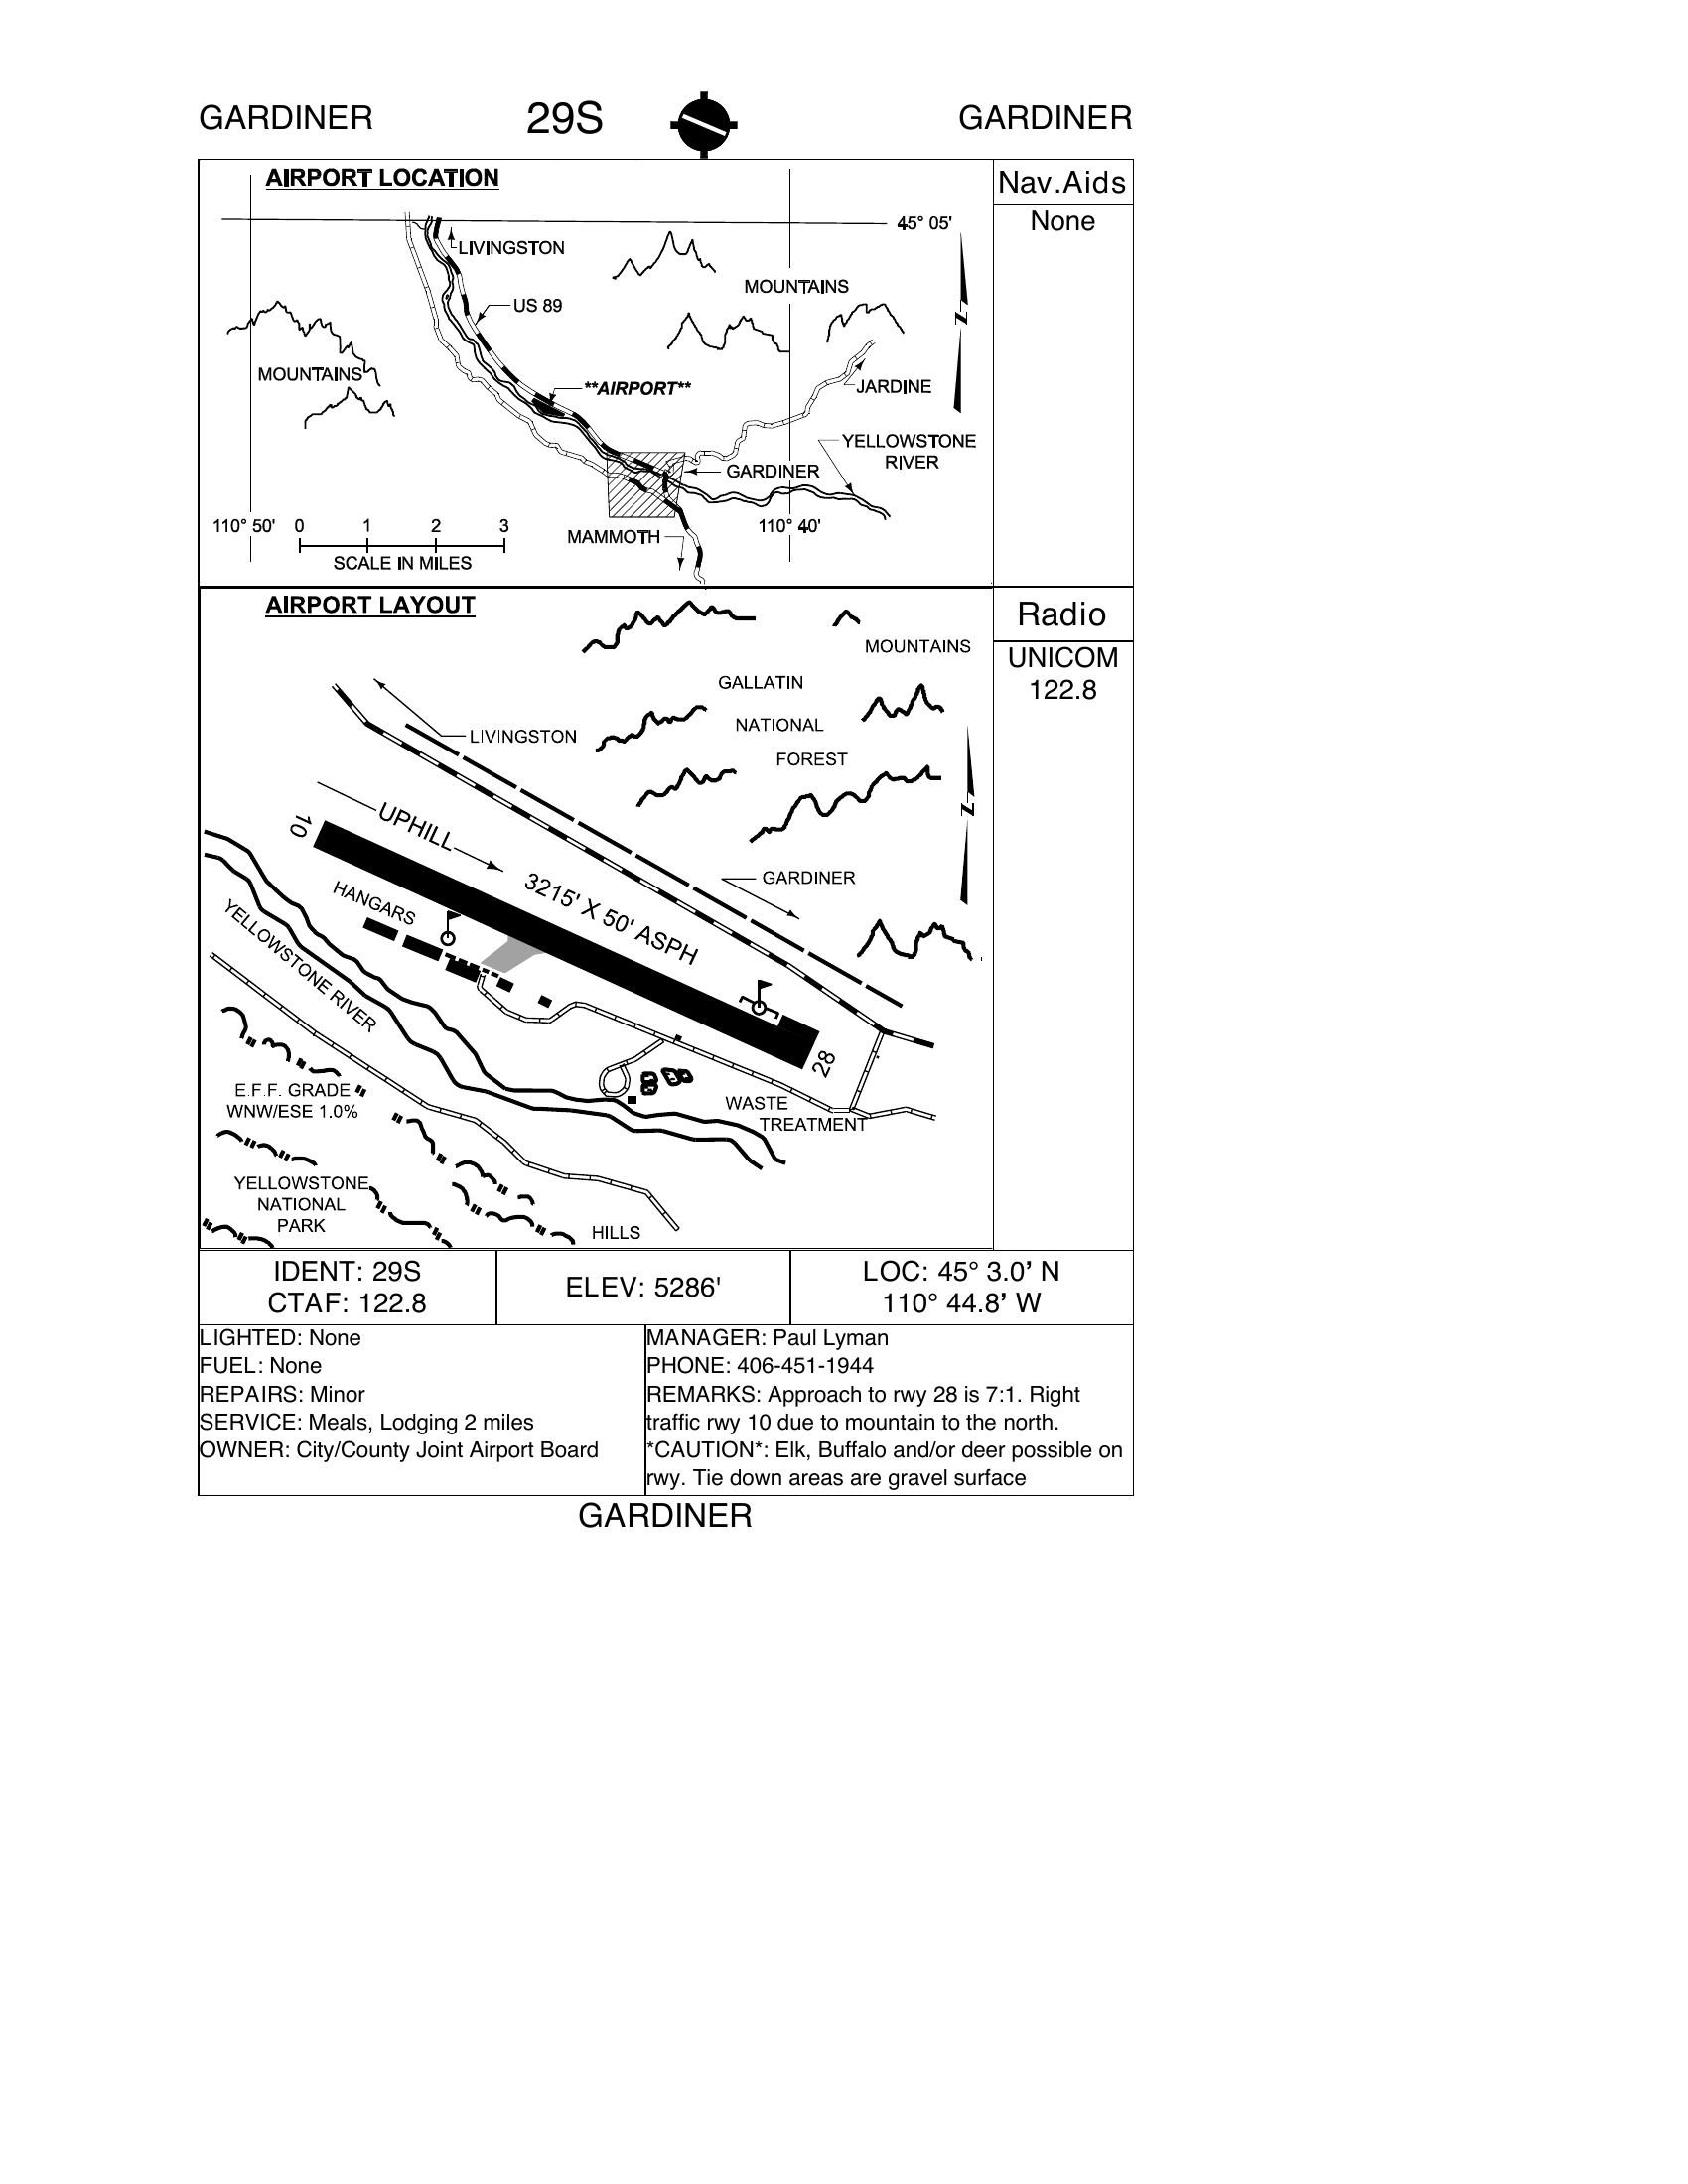 GARDINER 29S GARDINER
AIRPORT LOCATION
Nav.Aids
None
45° 05'
LIVINGSTON
MOUNTAINS
US 89
N
MOUNTAINS
**AIRPORT**
JARDINE
YELLOWSTONE
RIVER
GARDINER
110° 50' 0 1 2 3 110° 40'
MAMMOTH
SCALE IN MILES
AIRPORT LAYOUT
Radio
UNICOM
122.8
MOUNTAINS
GALLATIN
NATIONAL
FOREST
LIVINGSTON
N
10
UPHILL
3215' X 50' ASPH
GARDINER
HANGARS
YELLOWSTONE RIVER
28
E.F.F. GRADE
WNW/ESE 1.0%
WASTE
TREATMENT
YELLOWSTONE
NATIONAL
PARK
HILLS
IDENT: 29S
CTAF: 122.8
ELEV: 5286'
LOC: 45° 3.0’ N
110° 44.8’ W
LIGHTED: None
FUEL: None
REPAIRS: Minor
SERVICE: Meals, Lodging 2 miles
OWNER: City/County Joint Airport Board
MANAGER: Paul Lyman
PHONE: 406-451-1944
REMARKS: Approach to rwy 28 is 7:1. Right
traffic rwy 10 due to mountain to the north.
*CAUTION*: Elk, Buffalo and/or deer possible on
rwy. Tie down areas are gravel surface
GARDINER